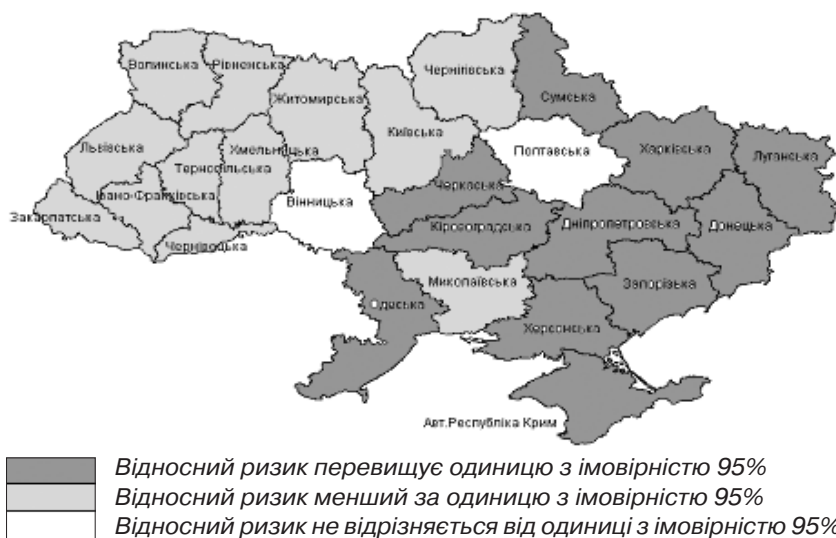 Волинська
Рівненська
Чернігівська
Сумська
Житомирська
Київська
Львівська
Хмельницька
Тернопільська
Полтавська
Харківська
Луганська
Івано-Франківська
Черкаська
Вінницька
Закарпатська
Кіровоградська
Дніпропетровська
Донецька
Чернівецька
Миколаївська
Запорізька
Одеська
Херсонська
Авт.Республіка Крим
Відносний ризик перевищує одиницю з імовірністю 95%
Відносний ризик менший за одиницю з імовірністю 95%
Відносний ризик не відрізняється від одиниці з імовірністю 95%